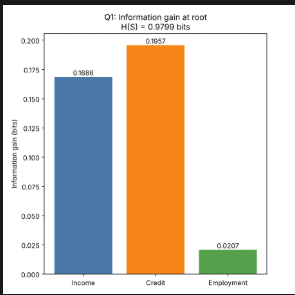 Q1: Information gain at root
H(S) = 0.9799 bits
0.200
0.175
0.150
0.125
0.100
0.075
0.050
0.025
0.000
Information gain (bits)
0.1686
0.1957
0.0207
Income
Credit
Employment